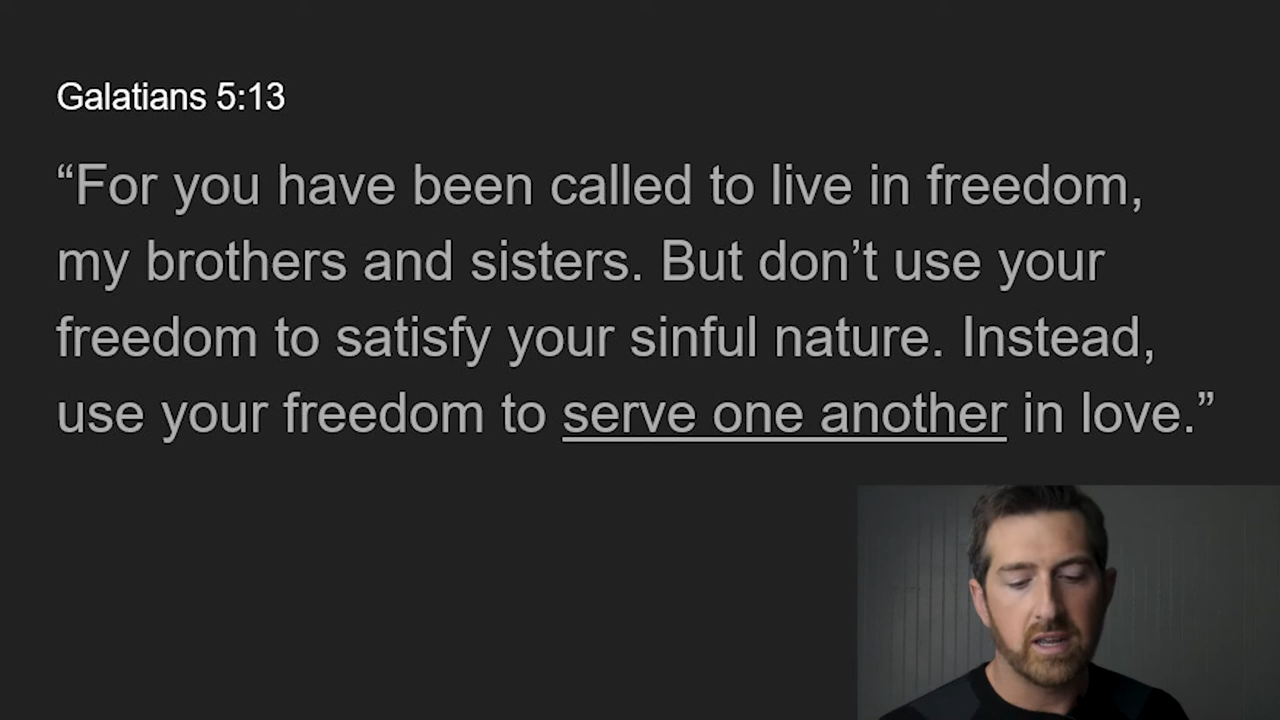 Galatians 5:13
“For you have been called to live in freedom,
my brothers and sisters. But don’t use your
freedom to satisfy your sinful nature. Instead,
use your freedom to serve one another in love.”